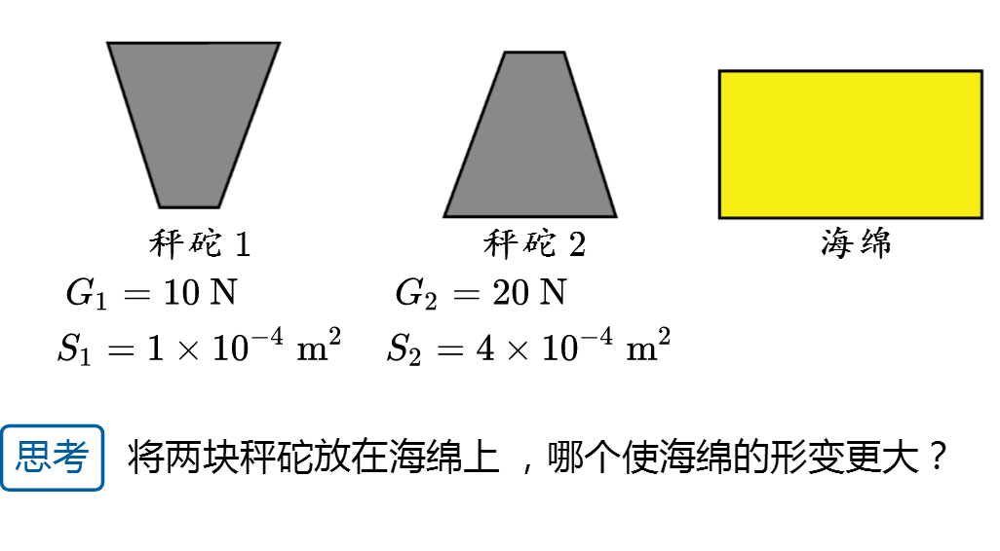 秤砣 1 秤砣 2 海绵
G₁ = 10 N G₂ = 20 N
S₁ = 1 × 10⁻⁴ m² S₂ = 4 × 10⁻⁴ m²
思考 将两块秤砣放在海绵上，哪个使海绵的形变更大？